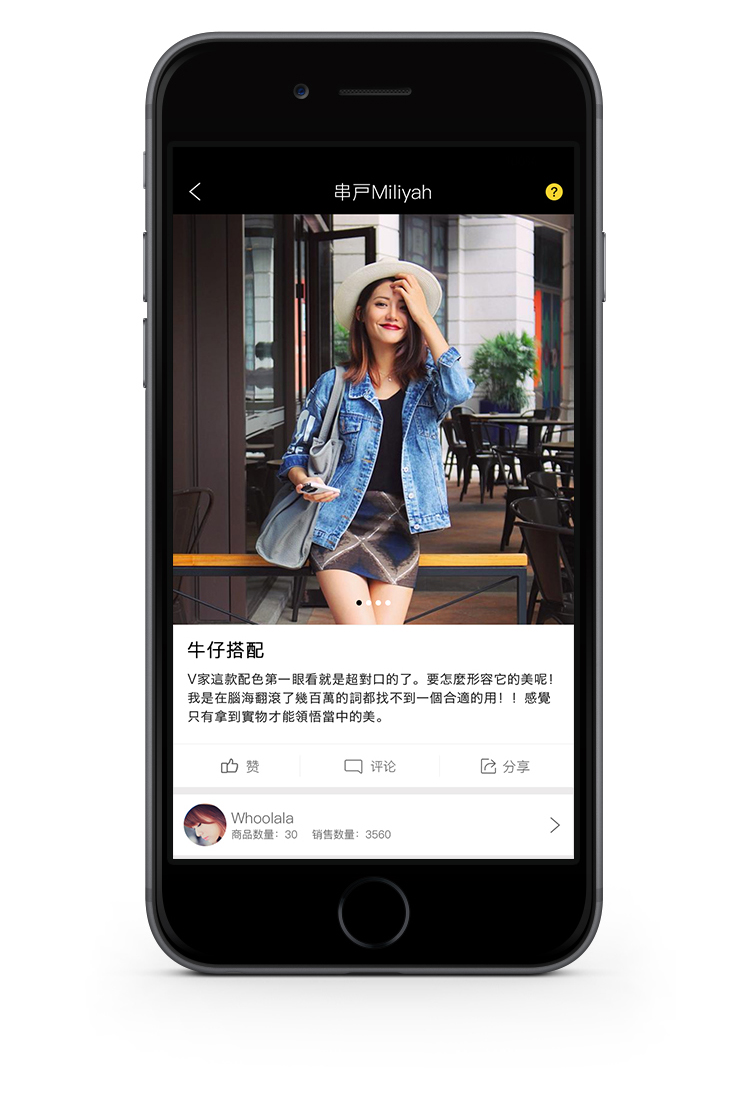 串戸Miliyah
?
牛仔搭配
V家這款配色第一眼看就是超對口的了。要怎麼形容它的美呢!
我是在腦海翻滾了幾百萬的詞都找不到一個合適的用!! 感覺
只有拿到實物才能領悟當中的美。
赞 评论 分享
Whoolala
商品数量: 30 销售数量: 3560